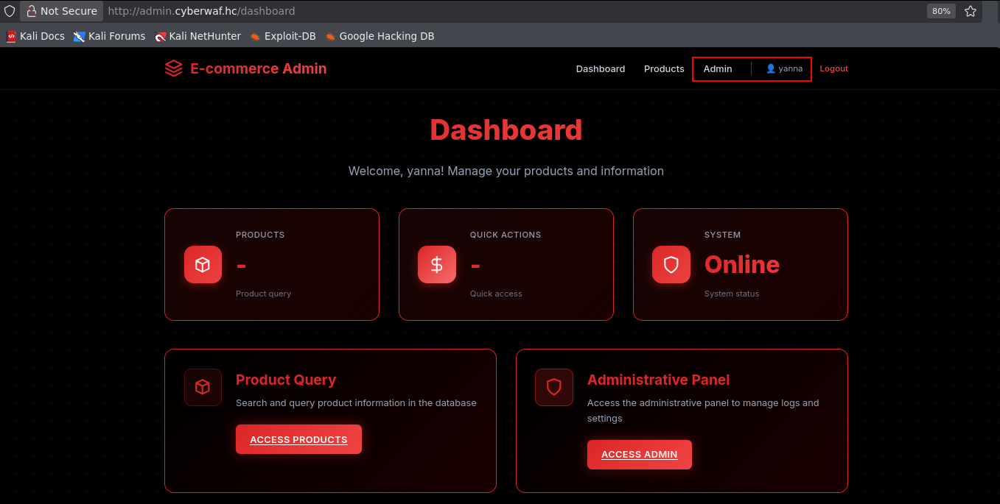 Not Secure http://admin.cyberwaf.hc/dashboard 80%
Kali Docs Kali Forums Kali NetHunter Exploit-DB Google Hacking DB
E-commerce Admin Dashboard Products Admin yanna Logout
Dashboard
Welcome, yanna! Manage your products and information
PRODUCTS
-
Product query
QUICK ACTIONS
-
Quick access
SYSTEM
Online
System status
Product Query
Search and query product information in the database
ACCESS PRODUCTS
Administrative Panel
Access the administrative panel to manage logs and
settings
ACCESS ADMIN